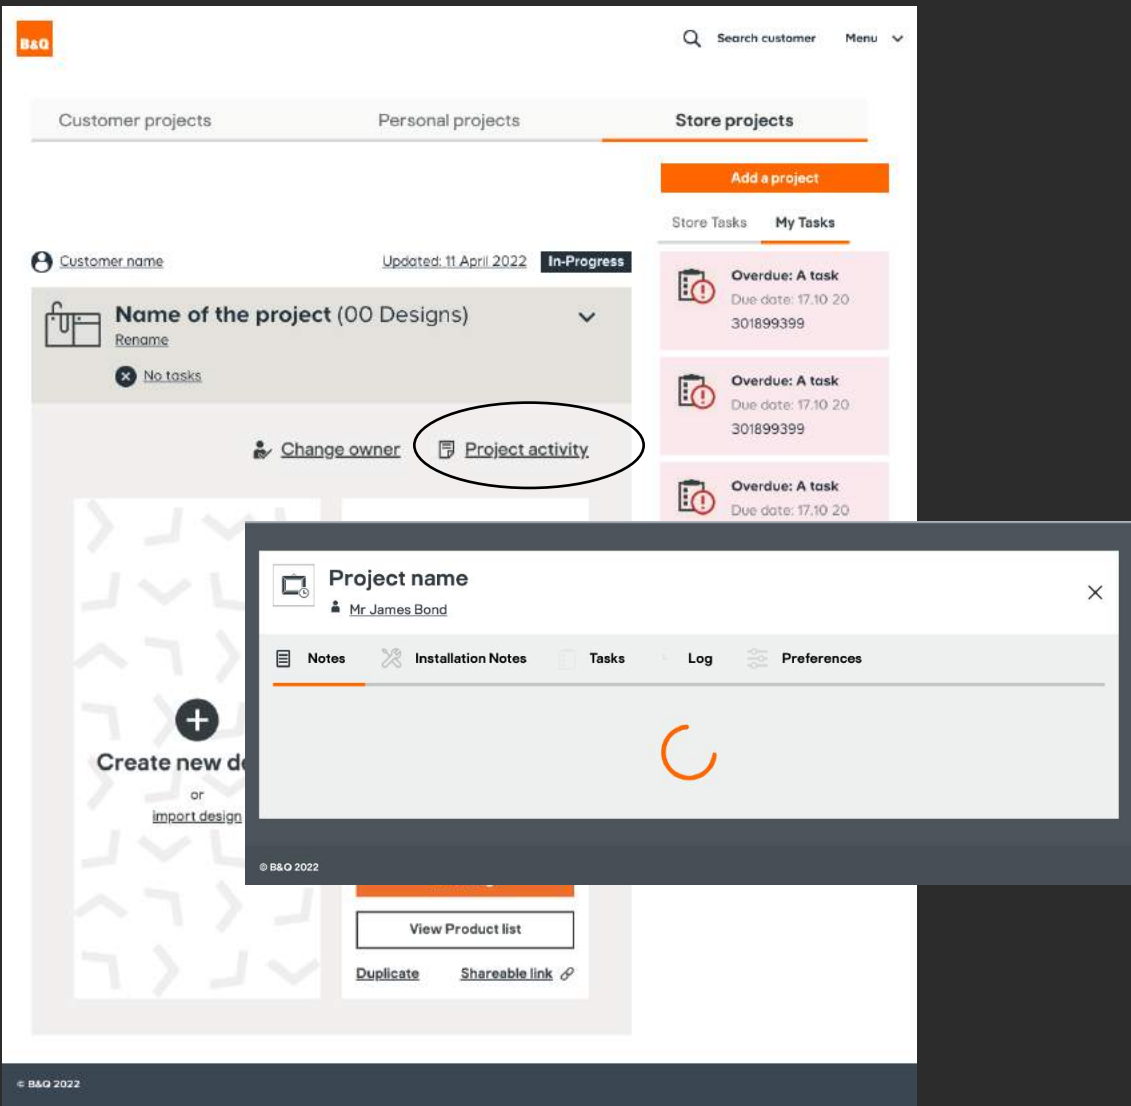 B&Q
Search customer
Menu
Customer projects
Personal projects
Store projects
Add a project
Store Tasks
My Tasks
Customer name
Updated: 11 April 2022
In-Progress
Name of the project (00 Designs)
Rename
No tasks
Overdue: A task
Due date: 17.10 20
301899399
Overdue: A task
Due date: 17.10 20
301899399
Overdue: A task
Due date: 17.10 20
Change owner
Project activity
Project name
Mr James Bond
Notes
Installation Notes
Tasks
Log
Preferences
© B&Q 2022
Create new
or
import design
View Product list
Duplicate
Shareable link
© B&Q 2022